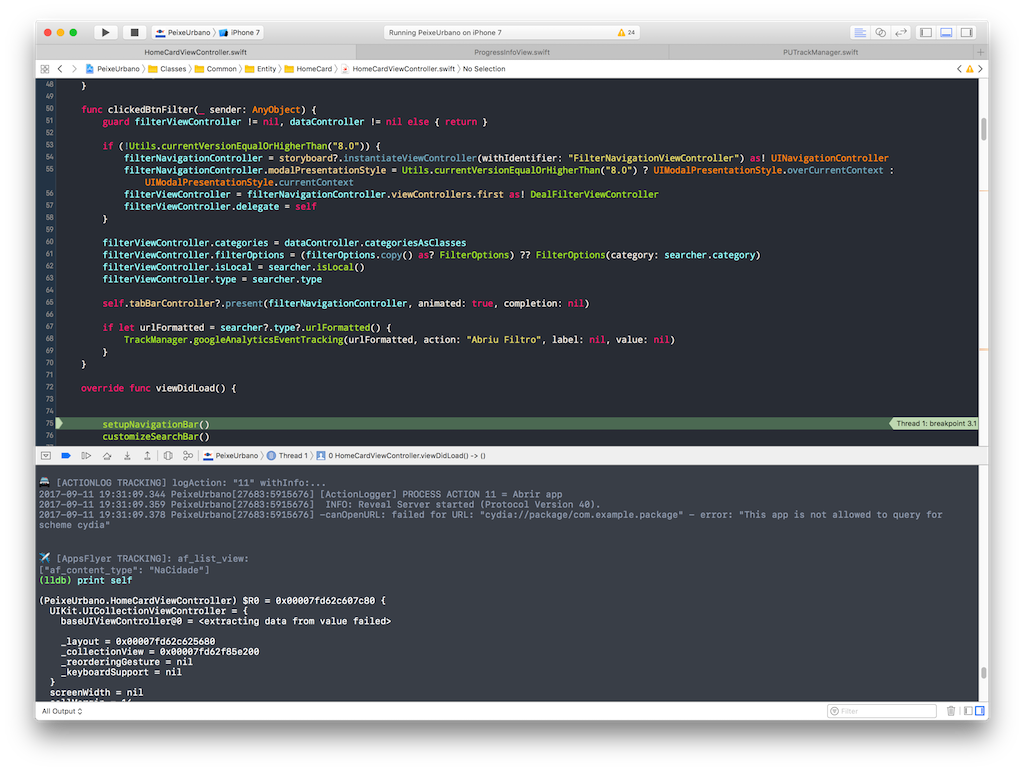 PeixeUrbano › iPhone 7
Running PeixeUrbano on iPhone 7
24
HomeCardViewController.swift
ProgressInfoView.swift
PUTrackManager.swift
PeixeUrbano › Classes › Common › Entity › HomeCard › HomeCardViewController.swift › No Selection
48 }
49
50 func clickedBtnFilter(_ sender: AnyObject) {
51 guard filterViewController != nil, dataController != nil else { return }
52
53 if (!Utils.currentVersionEqualOrHigherThan("8.0")) {
54 filterNavigationController = storyboard?.instantiateViewController(withIdentifier: "FilterNavigationViewController") as! UINavigationController
55 filterNavigationController.modalPresentationStyle = Utils.currentVersionEqualOrHigherThan("8.0") ? UIModalPresentationStyle.overCurrentContext :
UIModalPresentationStyle.currentContext
56 filterViewController = filterNavigationController.viewControllers.first as! DealFilterViewController
57 filterViewController.delegate = self
58 }
59
60 filterViewController.categories = dataController.categoriesAsClasses
61 filterViewController.filterOptions = (filterOptions.copy() as? FilterOptions) ?? FilterOptions(category: searcher.category)
62 filterViewController.isLocal = searcher.isLocal()
63 filterViewController.type = searcher.type
64
65 self.tabBarController?.present(filterNavigationController, animated: true, completion: nil)
66
67 if let urlFormatted = searcher?.type?.urlFormatted() {
68 TrackManager.googleAnalyticsEventTracking(urlFormatted, action: "Abriu Filtro", label: nil, value: nil)
69 }
70 }
71
72 override func viewDidLoad() {
73
74
75 setupNavigationBar() Thread 1: breakpoint 3.1
76 customizeSearchBar()
PeixeUrbano › Thread 1 › 0 HomeCardViewController.viewDidLoad() -> ()
[ACTIONLOG TRACKING] logAction: "11" withInfo:...
2017-09-11 19:31:09.344 PeixeUrbano[27683:5915676] [ActionLogger] PROCESS ACTION 11 = Abrir app
2017-09-11 19:31:09.359 PeixeUrbano[27683:5915676] INFO: Reveal Server started (Protocol Version 40).
2017-09-11 19:31:09.378 PeixeUrbano[27683:5915676] -canOpenURL: failed for URL: "cydia://package/com.example.package" - error: "This app is not allowed to query for
scheme cydia"
[AppsFlyer TRACKING]: af_list_view:
["af_content_type": "NaCidade"]
(lldb) print self
(PeixeUrbano.HomeCardViewController) $R0 = 0x00007fd62c607c80 {
UIKit.UICollectionViewController = {
baseUIViewController@0 = <extracting data from value failed>
_layout = 0x00007fd62c625680
_collectionView = 0x00007fd62f85e200
_reorderingGesture = nil
_keyboardSupport = nil
}
screenWidth = nil
All Output
Filter